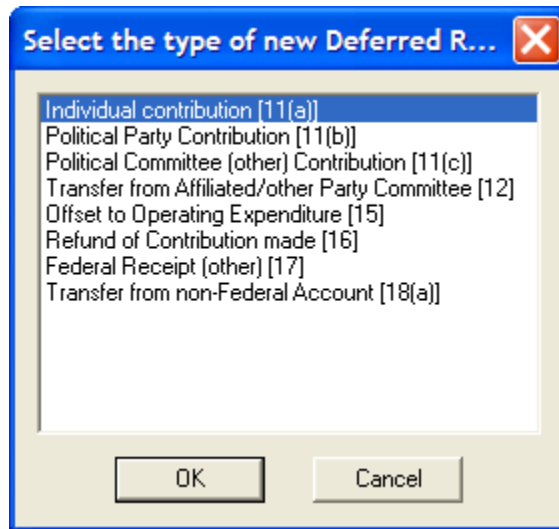 Select the type of new Deferred R...
Individual contribution [11(a)]
Political Party Contribution [11(b)]
Political Committee (other) Contribution [11(c)]
Transfer from Affiliated/other Party Committee [12]
Offset to Operating Expenditure [15]
Refund of Contribution made [16]
Federal Receipt (other) [17]
Transfer from non-Federal Account [18(a)]
OK Cancel